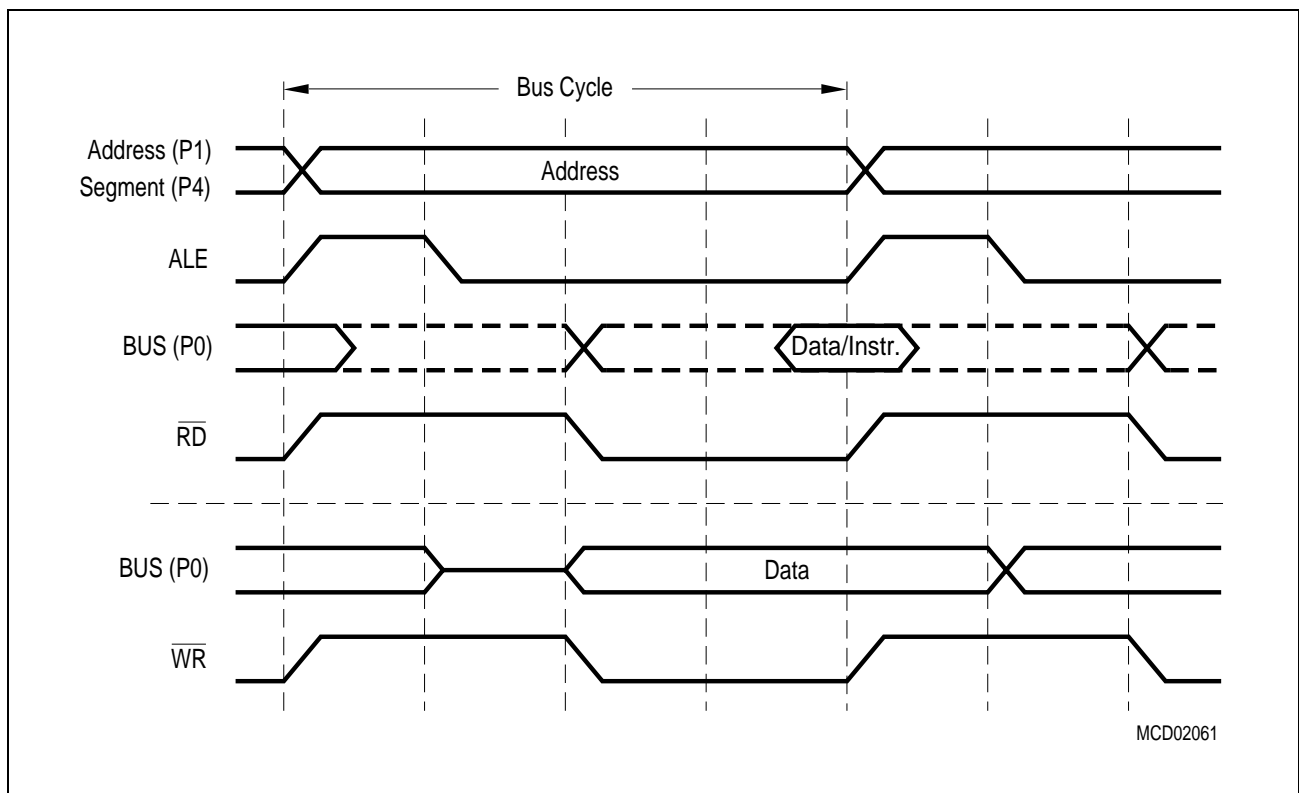 Bus Cycle
Address (P1)
Segment (P4)
Address
ALE
BUS (P0)
Data/Instr.
RD
BUS (P0)
Data
WR
MCD02061